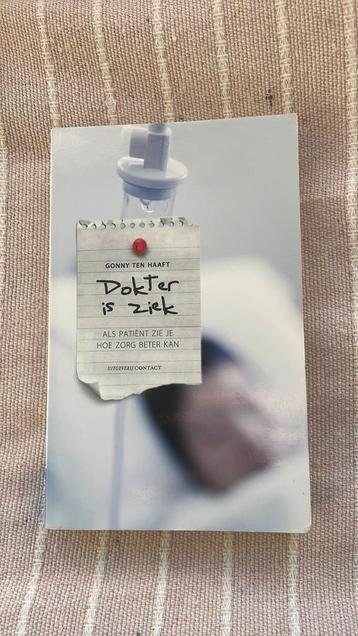 GONNY TEN HAAFT
Dokter
is ziek
ALS PATIËNT ZIE JE
HOE ZORG BETER KAN
UITGEVERIJ CONTACT